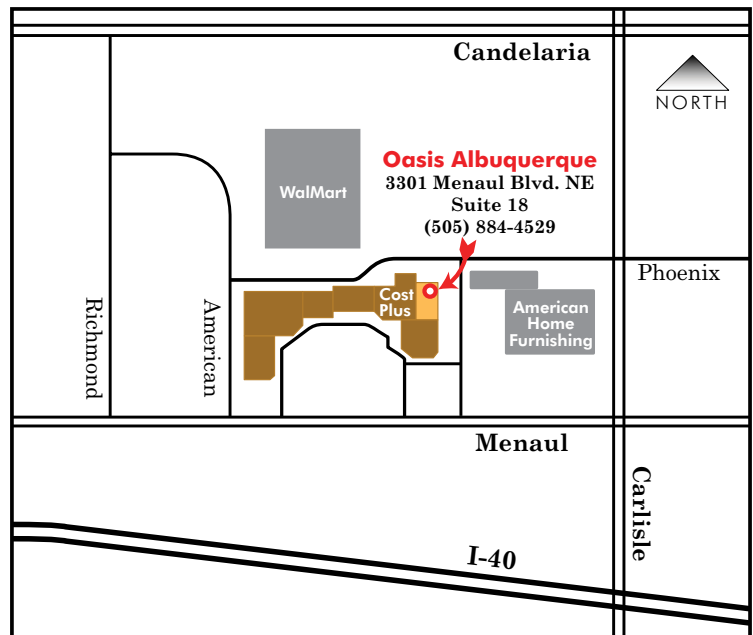 Candelaria
NORTH
Oasis Albuquerque
3301 Menaul Blvd. NE
Suite 18
(505) 884-4529
WalMart
Phoenix
Cost
Plus
American
Home
Furnishing
Richmond
American
Menaul
Carlisle
I-40